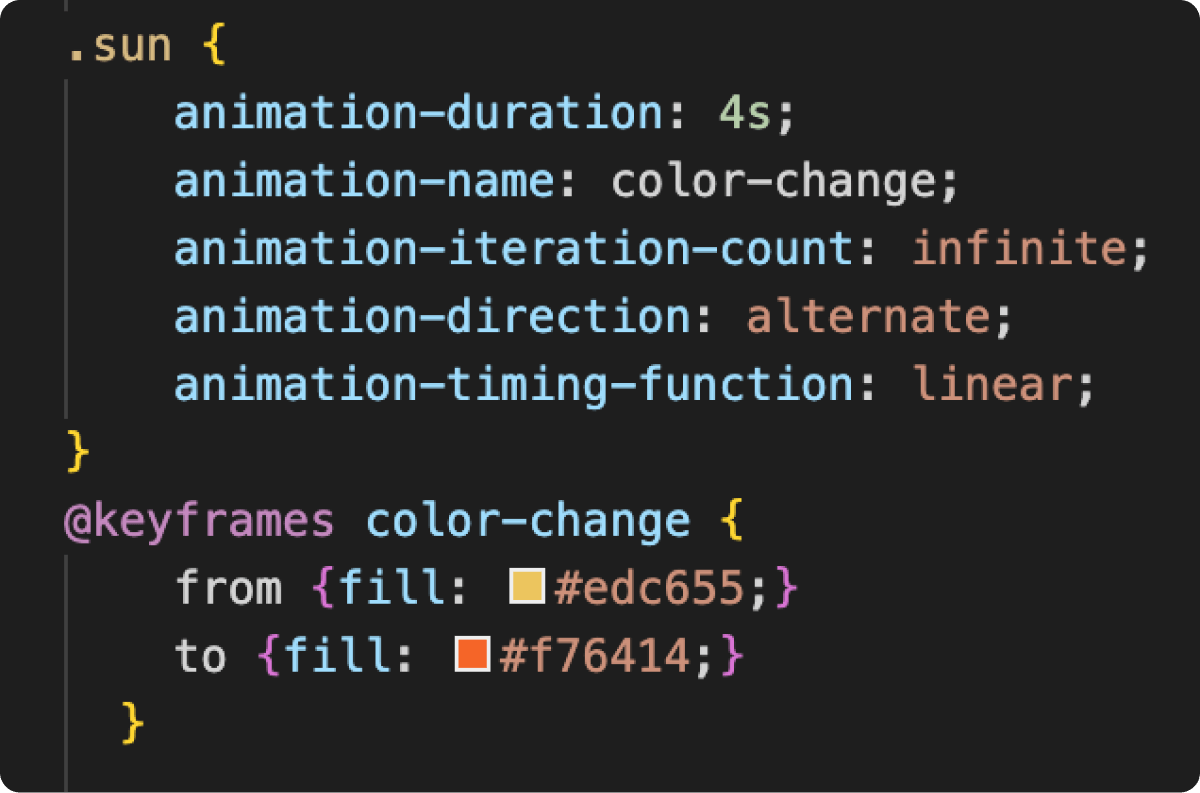 .sun {
    animation-duration: 4s;
    animation-name: color-change;
    animation-iteration-count: infinite;
    animation-direction: alternate;
    animation-timing-function: linear;
}
@keyframes color-change {
    from {fill: #edc655;}
    to {fill: #f76414;}
  }